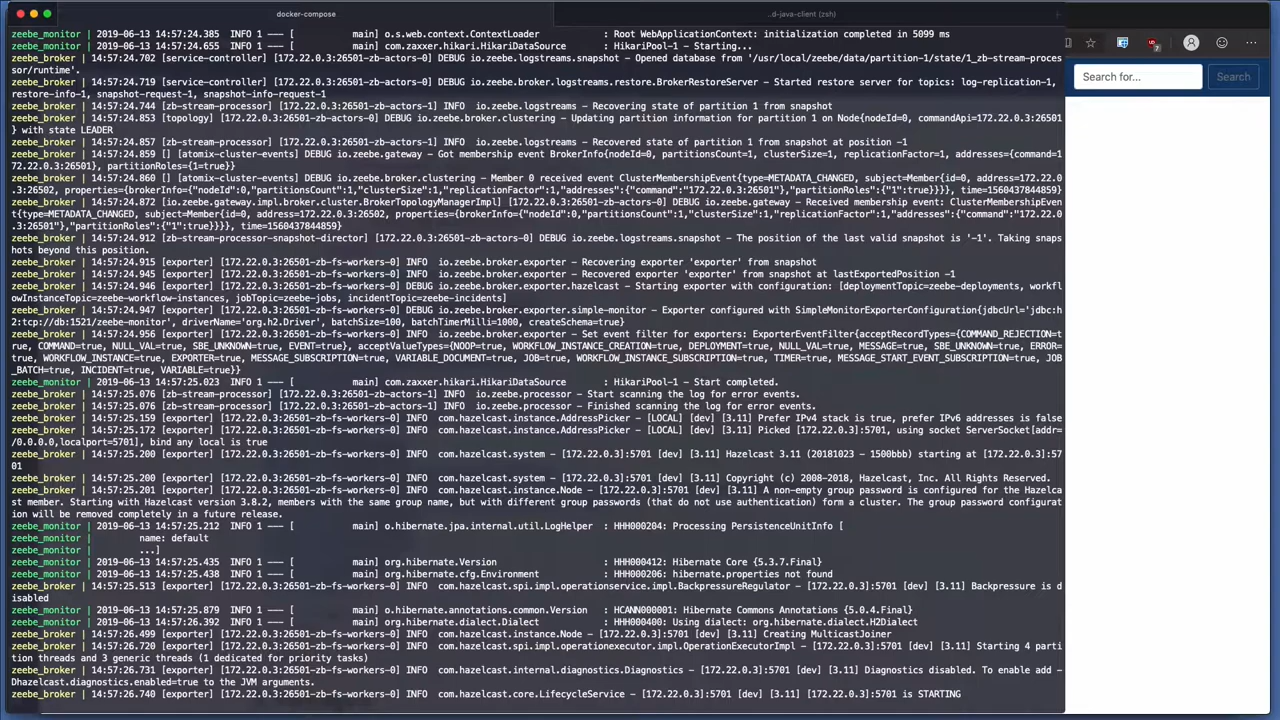 docker-compose
..d-java-client (zsh)
zeebe_monitor | 2019-06-13 14:57:24.385  INFO 1 --- [           main] o.s.web.context.ContextLoader            : Root WebApplicationContext: initialization completed in 5099 ms
zeebe_monitor | 2019-06-13 14:57:24.655  INFO 1 --- [           main] com.zaxxer.hikari.HikariDataSource       : HikariPool-1 - Starting...
zeebe_broker | 14:57:24.702 [service-controller] [172.22.0.3:26501-zb-actors-1] DEBUG io.zeebe.logstreams.snapshot - Opened database from '/usr/local/zeebe/data/partition-1/state/1_zb-stream-proces
sor/runtime'.
zeebe_broker | 14:57:24.719 [service-controller] [172.22.0.3:26501-zb-actors-1] DEBUG io.zeebe.broker.logstreams.restore.BrokerRestoreServer - Started restore server for topics: log-replication-1,
restore-info-1, snapshot-request-1, snapshot-info-request-1
zeebe_broker | 14:57:24.744 [zb-stream-processor] [172.22.0.3:26501-zb-actors-1] INFO  io.zeebe.logstreams - Recovering state of partition 1 from snapshot
zeebe_broker | 14:57:24.853 [topology] [172.22.0.3:26501-zb-actors-0] DEBUG io.zeebe.broker.clustering - Updating partition information for partition 1 on Node{nodeId=0, commandApi=172.22.0.3:26501
} with state LEADER
zeebe_broker | 14:57:24.857 [zb-stream-processor] [172.22.0.3:26501-zb-actors-1] INFO  io.zeebe.logstreams - Recovered state of partition 1 from snapshot at position -1
zeebe_broker | 14:57:24.859 [] [atomix-cluster-events] DEBUG io.zeebe.gateway - Got membership event BrokerInfo{nodeId=0, partitionsCount=1, clusterSize=1, replicationFactor=1, addresses={command=1
72.22.0.3:26501}, partitionRoles={1=true}}
zeebe_broker | 14:57:24.860 [] [atomix-cluster-events] DEBUG io.zeebe.broker.clustering - Member 0 received event ClusterMembershipEvent{type=METADATA_CHANGED, subject=Member{id=0, address=172.22.0
.3:26502, properties={brokerInfo={"nodeId":0,"partitionsCount":1,"clusterSize":1,"replicationFactor":1,"addresses":{"command":"172.22.0.3:26501"},"partitionRoles":{"1":true}}}}, time=1560437844859}
zeebe_broker | 14:57:24.872 [io.zeebe.gateway.impl.broker.cluster.BrokerTopologyManagerImpl] [172.22.0.3:26501-zb-actors-0] DEBUG io.zeebe.gateway - Received membership event: ClusterMembershipEven
t{type=METADATA_CHANGED, subject=Member{id=0, address=172.22.0.3:26502, properties={brokerInfo={"nodeId":0,"partitionsCount":1,"clusterSize":1,"replicationFactor":1,"addresses":{"command":"172.22.0
.3:26501"},"partitionRoles":{"1":true}}}}, time=1560437844859}
zeebe_broker | 14:57:24.912 [zb-stream-processor-snapshot-director] [172.22.0.3:26501-zb-actors-0] DEBUG io.zeebe.logstreams.snapshot - The position of the last valid snapshot is '-1'. Taking snaps
hots beyond this position.
zeebe_broker | 14:57:24.915 [exporter] [172.22.0.3:26501-zb-fs-workers-0] INFO  io.zeebe.broker.exporter - Recovering exporter 'exporter' from snapshot
zeebe_broker | 14:57:24.945 [exporter] [172.22.0.3:26501-zb-fs-workers-0] INFO  io.zeebe.broker.exporter - Recovered exporter 'exporter' from snapshot at lastExportedPosition -1
zeebe_broker | 14:57:24.946 [exporter] [172.22.0.3:26501-zb-fs-workers-0] DEBUG io.zeebe.broker.exporter.hazelcast - Starting exporter with configuration: [deploymentTopic=zeebe-deployments, workfl
owInstanceTopic=zeebe-workflow-instances, jobTopic=zeebe-jobs, incidentTopic=zeebe-incidents]
zeebe_broker | 14:57:24.947 [exporter] [172.22.0.3:26501-zb-fs-workers-0] DEBUG io.zeebe.broker.exporter.simple-monitor - Exporter configured with SimpleMonitorExporterConfiguration{jdbcUrl='jdbc:h
2:tcp://db:1521/zeebe-monitor', driverName='org.h2.Driver', batchSize=100, batchTimerMilli=1000, createSchema=true}
zeebe_broker | 14:57:24.956 [exporter] [172.22.0.3:26501-zb-fs-workers-0] DEBUG io.zeebe.broker.exporter - Set event filter for exporters: ExporterEventFilter{acceptRecordTypes={COMMAND_REJECTION=t
rue, COMMAND=true, NULL_VAL=true, SBE_UNKNOWN=true, EVENT=true}, acceptValueTypes={NOOP=true, WORKFLOW_INSTANCE_CREATION=true, DEPLOYMENT=true, NULL_VAL=true, MESSAGE=true, SBE_UNKNOWN=true, ERROR=
true, WORKFLOW_INSTANCE=true, EXPORTER=true, MESSAGE_SUBSCRIPTION=true, VARIABLE_DOCUMENT=true, JOB=true, WORKFLOW_INSTANCE_SUBSCRIPTION=true, TIMER=true, MESSAGE_START_EVENT_SUBSCRIPTION=true, JOB
_BATCH=true, INCIDENT=true, VARIABLE=true}}
zeebe_monitor | 2019-06-13 14:57:25.023  INFO 1 --- [           main] com.zaxxer.hikari.HikariDataSource       : HikariPool-1 - Start completed.
zeebe_broker | 14:57:25.076 [zb-stream-processor] [172.22.0.3:26501-zb-actors-1] INFO  io.zeebe.processor - Start scanning the log for error events.
zeebe_broker | 14:57:25.076 [zb-stream-processor] [172.22.0.3:26501-zb-actors-1] INFO  io.zeebe.processor - Finished scanning the log for error events.
zeebe_broker | 14:57:25.159 [exporter] [172.22.0.3:26501-zb-fs-workers-0] INFO  com.hazelcast.instance.AddressPicker - [LOCAL] [dev] [3.11] Prefer IPv4 stack is true, prefer IPv6 addresses is false
zeebe_broker | 14:57:25.172 [exporter] [172.22.0.3:26501-zb-fs-workers-0] INFO  com.hazelcast.instance.AddressPicker - [LOCAL] [dev] [3.11] Picked [172.22.0.3]:5701, using socket ServerSocket[addr=
/0.0.0.0,localport=5701], bind any local is true
zeebe_broker | 14:57:25.200 [exporter] [172.22.0.3:26501-zb-fs-workers-0] INFO  com.hazelcast.system - [172.22.0.3]:5701 [dev] [3.11] Hazelcast 3.11 (20181023 - 1500bbb) starting at [172.22.0.3]:57
01
zeebe_broker | 14:57:25.200 [exporter] [172.22.0.3:26501-zb-fs-workers-0] INFO  com.hazelcast.system - [172.22.0.3]:5701 [dev] [3.11] Copyright (c) 2008-2018, Hazelcast, Inc. All Rights Reserved.
zeebe_broker | 14:57:25.201 [exporter] [172.22.0.3:26501-zb-fs-workers-0] INFO  com.hazelcast.instance.Node - [172.22.0.3]:5701 [dev] [3.11] A non-empty group password is configured for the Hazelca
st member. Starting with Hazelcast version 3.8.2, members with the same group name, but with different group passwords (that do not use authentication) form a cluster. The group password configurat
ion will be removed completely in a future release.
zeebe_monitor | 2019-06-13 14:57:25.212  INFO 1 --- [           main] o.hibernate.jpa.internal.util.LogHelper  : HHH000204: Processing PersistenceUnitInfo [
zeebe_monitor |         name: default
zeebe_monitor |         ...]
zeebe_monitor | 2019-06-13 14:57:25.435  INFO 1 --- [           main] org.hibernate.Version                    : HHH000412: Hibernate Core {5.3.7.Final}
zeebe_monitor | 2019-06-13 14:57:25.438  INFO 1 --- [           main] org.hibernate.cfg.Environment            : HHH000206: hibernate.properties not found
zeebe_broker | 14:57:25.513 [exporter] [172.22.0.3:26501-zb-fs-workers-0] INFO  com.hazelcast.spi.impl.operationservice.impl.BackpressureRegulator - [172.22.0.3]:5701 [dev] [3.11] Backpressure is d
isabled
zeebe_monitor | 2019-06-13 14:57:25.879  INFO 1 --- [           main] o.hibernate.annotations.common.Version   : HCANN000001: Hibernate Commons Annotations {5.0.4.Final}
zeebe_monitor | 2019-06-13 14:57:26.392  INFO 1 --- [           main] org.hibernate.dialect.Dialect            : HHH000400: Using dialect: org.hibernate.dialect.H2Dialect
zeebe_broker | 14:57:26.499 [exporter] [172.22.0.3:26501-zb-fs-workers-0] INFO  com.hazelcast.instance.Node - [172.22.0.3]:5701 [dev] [3.11] Creating MulticastJoiner
zeebe_broker | 14:57:26.720 [exporter] [172.22.0.3:26501-zb-fs-workers-0] INFO  com.hazelcast.spi.impl.operationexecutor.impl.OperationExecutorImpl - [172.22.0.3]:5701 [dev] [3.11] Starting 4 parti
tion threads and 3 generic threads (1 dedicated for priority tasks)
zeebe_broker | 14:57:26.731 [exporter] [172.22.0.3:26501-zb-fs-workers-0] INFO  com.hazelcast.internal.diagnostics.Diagnostics - [172.22.0.3]:5701 [dev] [3.11] Diagnostics disabled. To enable add -
Dhazelcast.diagnostics.enabled=true to the JVM arguments.
zeebe_broker | 14:57:26.740 [exporter] [172.22.0.3:26501-zb-fs-workers-0] INFO  com.hazelcast.core.LifecycleService - [172.22.0.3]:5701 [dev] [3.11] [172.22.0.3]:5701 is STARTING
Search for...
Search